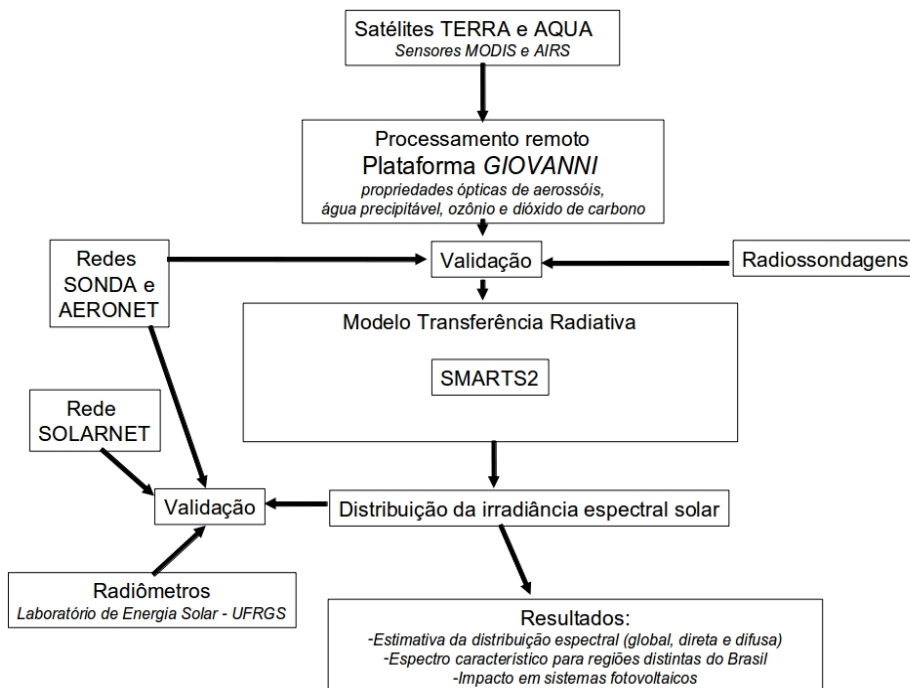 Satélites TERRA e AQUA
Sensores MODIS e AIRS
Processamento remoto
Plataforma GIOVANNI
propriedades ópticas de aerossóis,
água precipitável, ozônio e dióxido de carbono
Redes
SONDA e
AERONET
Validação
Radiossondagens
Modelo Transferência Radiativa
SMARTS2
Rede
SOLARNET
Validação
Distribuição da irradiância espectral solar
Radiômetros
Laboratório de Energia Solar - UFRGS
Resultados:
-Estimativa da distribuição espectral (global, direta e difusa)
-Espectro característico para regiões distintas do Brasil
-Impacto em sistemas fotovoltaicos